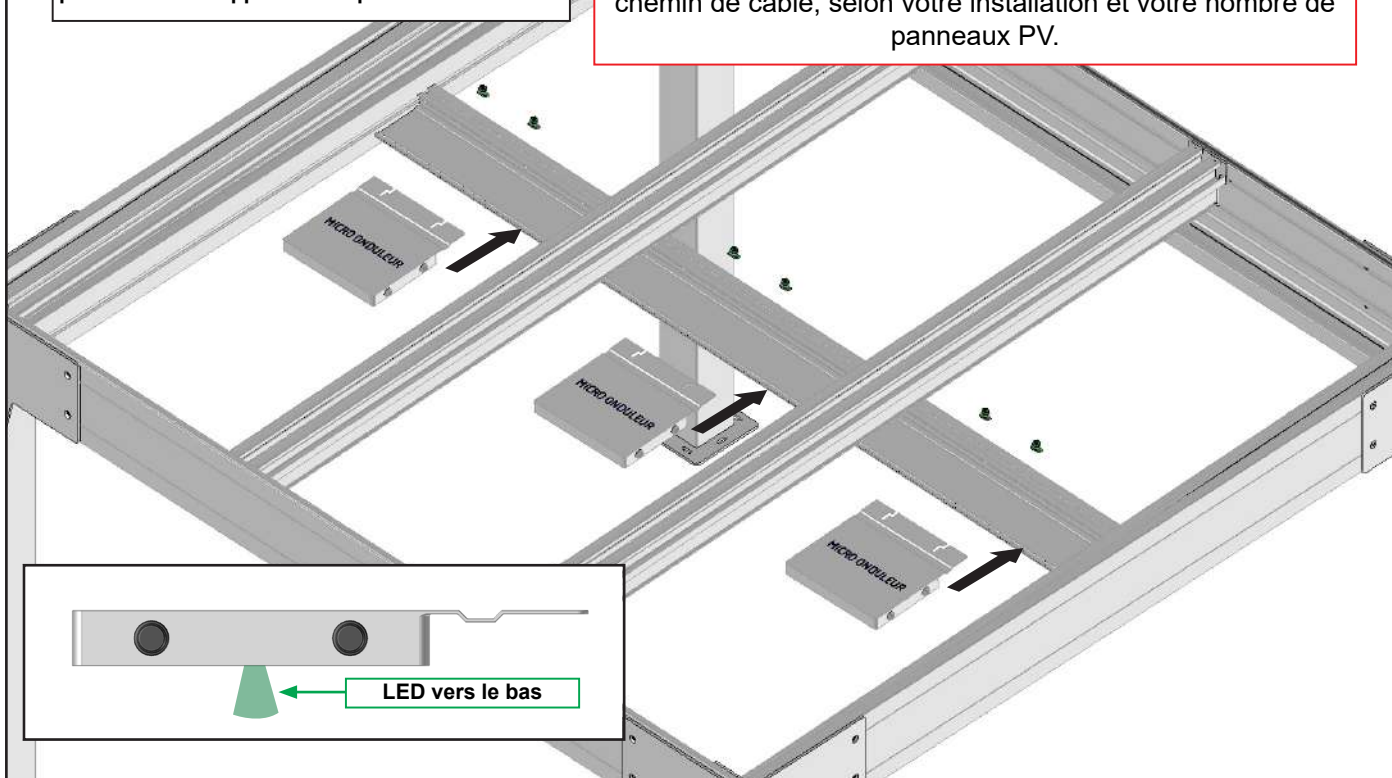 chemin de câble, selon votre installation et votre nombre de
panneaux PV.
MICRO ONDULEUR
MICRO ONDULEUR
MICRO ONDULEUR
LED vers le bas